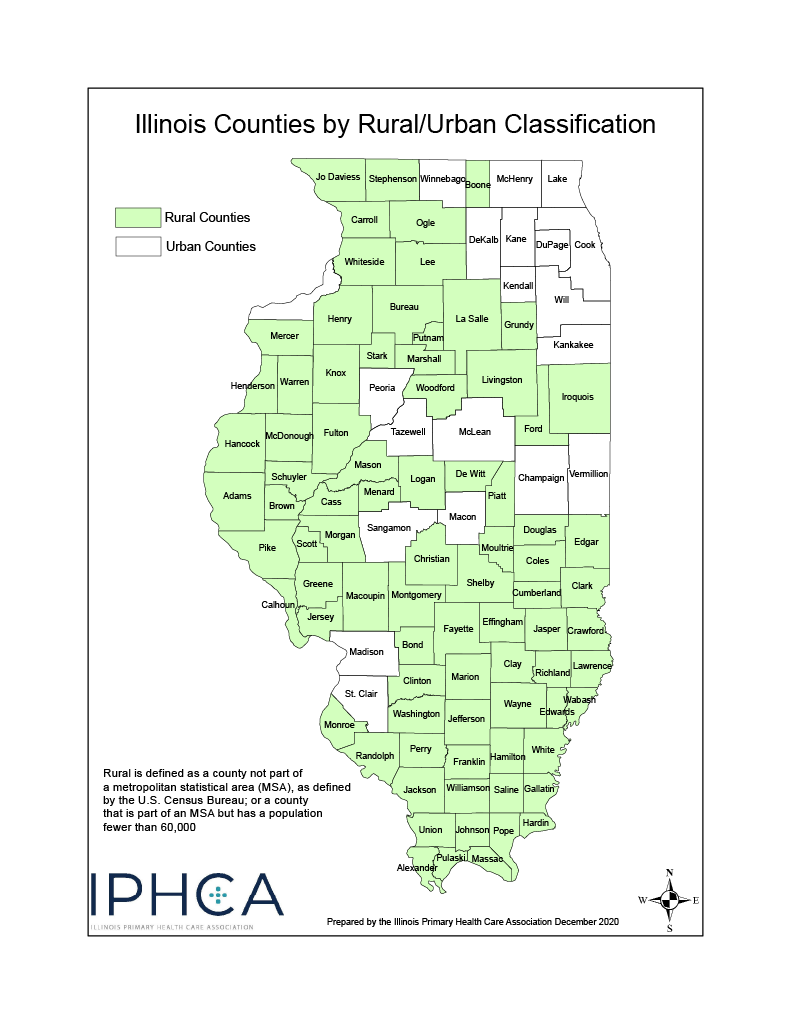 Illinois Counties by Rural/Urban Classification
Rural Counties
Urban Counties
Jo Daviess
Stephenson
Winnebago
Boone
McHenry
Lake
Carroll
Ogle
DeKalb
Kane
DuPage
Cook
Whiteside
Lee
Kendall
Will
Henry
Bureau
La Salle
Grundy
Mercer
Putnam
Kankakee
Stark
Marshall
Henderson
Warren
Knox
Peoria
Woodford
Livingston
Iroquois
Hancock
McDonough
Fulton
Tazewell
McLean
Ford
Mason
Schuyler
Logan
De Witt
Champaign
Vermillion
Adams
Brown
Cass
Menard
Piatt
Macon
Sangamon
Pike
Scott
Morgan
Christian
Moultrie
Douglas
Edgar
Coles
Greene
Macoupin
Montgomery
Shelby
Cumberland
Clark
Calhoun
Jersey
Fayette
Effingham
Jasper
Crawford
Madison
Bond
Clay
Richland
Lawrence
Clinton
Marion
St. Clair
Wayne
Edwards
Wabash
Washington
Jefferson
Monroe
Randolph
Perry
Franklin
Hamilton
White
Jackson
Williamson
Saline
Gallatin
Union
Johnson
Pope
Hardin
Alexander
Pulaski
Massac
Rural is defined as a county not part of
a metropolitan statistical area (MSA), as defined
by the U.S. Census Bureau; or a county
that is part of an MSA but has a population
fewer than 60,000
IPHCA
ILLINOIS PRIMARY HEALTH CARE ASSOCIATION
Prepared by the Illinois Primary Health Care Association December 2020
N
W E
S